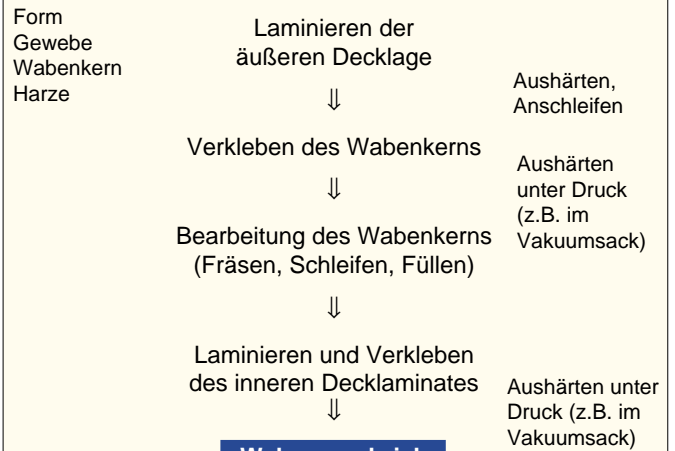 Form
Gewebe
Wabenkern
Harze
Laminieren der
äußeren Decklage
⇓
Aushärten,
Anschleifen
Verkleben des Wabenkerns
⇓
Aushärten
unter Druck
(z.B. im
Vakuumsack)
Bearbeitung des Wabenkerns
(Fräsen, Schleifen, Füllen)
⇓
Laminieren und Verkleben
des inneren Decklaminates
⇓
Aushärten unter
Druck (z.B. im
Vakuumsack)